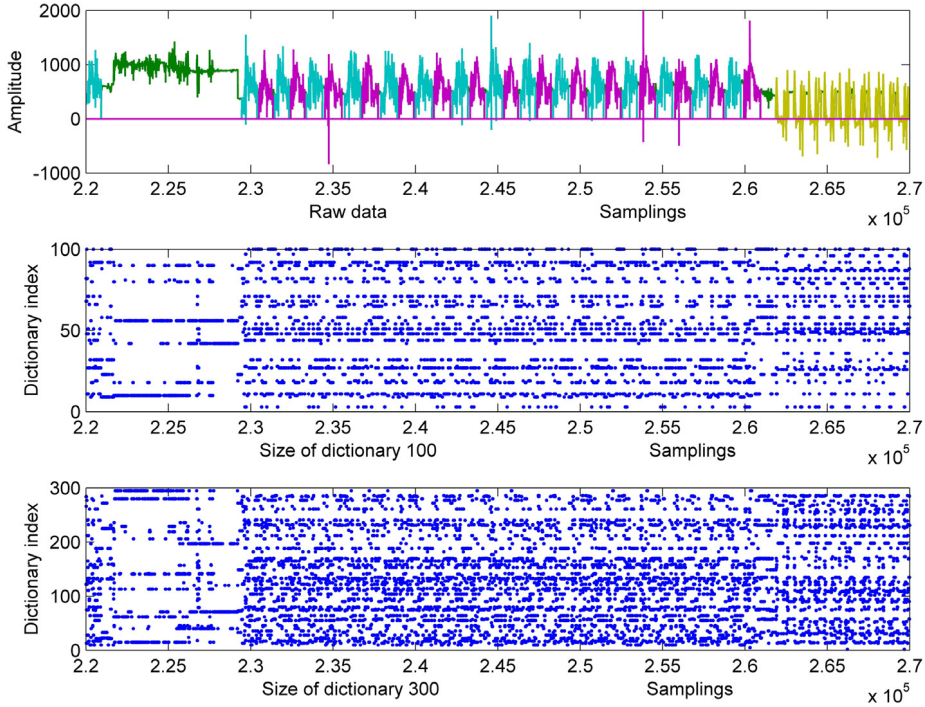 2000
1000
0
-1000
Amplitude
2.2 2.25 2.3 2.35 2.4 2.45 2.5 2.55 2.6 2.65 2.7
Raw data Samplings x 10^5
100
50
0
Dictionary index
2.2 2.25 2.3 2.35 2.4 2.45 2.5 2.55 2.6 2.65 2.7
Size of dictionary 100 Samplings x 10^5
300
200
100
0
Dictionary index
2.2 2.25 2.3 2.35 2.4 2.45 2.5 2.55 2.6 2.65 2.7
Size of dictionary 300 Samplings x 10^5